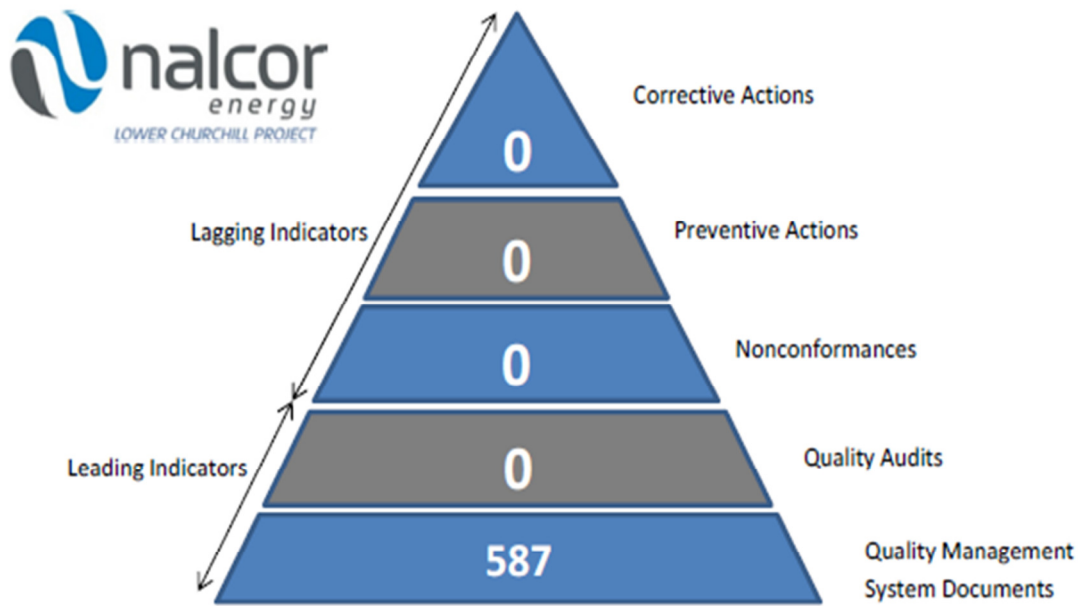 nalcor
energy
LOWER CHURCHILL PROJECT
Corrective Actions
0
Lagging Indicators
Preventive Actions
0
Nonconformances
0
Leading Indicators
Quality Audits
0
Quality Management
System Documents
587